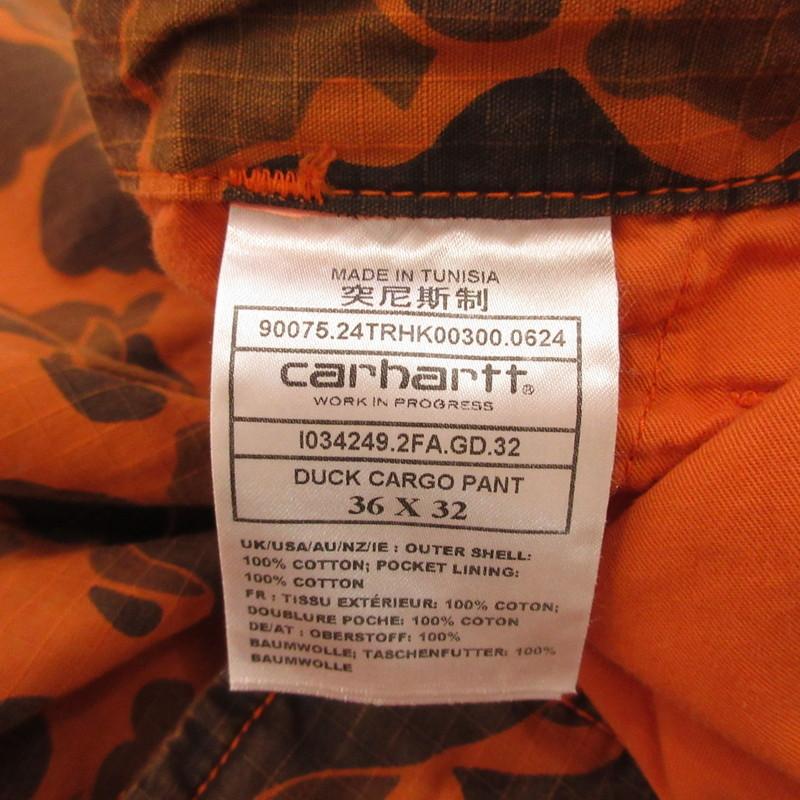 MADE IN TUNISIA
突尼斯制
90075.24TRHK00300.0624
carhartt®
WORK IN PROGRESS
I034249.2FA.GD.32
DUCK CARGO PANT
36 X 32
UK/USA/AU/NZ/IE : OUTER SHELL:
100% COTTON; POCKET LINING:
100% COTTON
FR : TISSU EXTÉRIEUR: 100% COTON;
DOUBLURE POCHE: 100% COTON
DE/AT : OBERSTOFF: 100%
BAUMWOLLE; TASCHENFUTTER: 100%
BAUMWOLLE